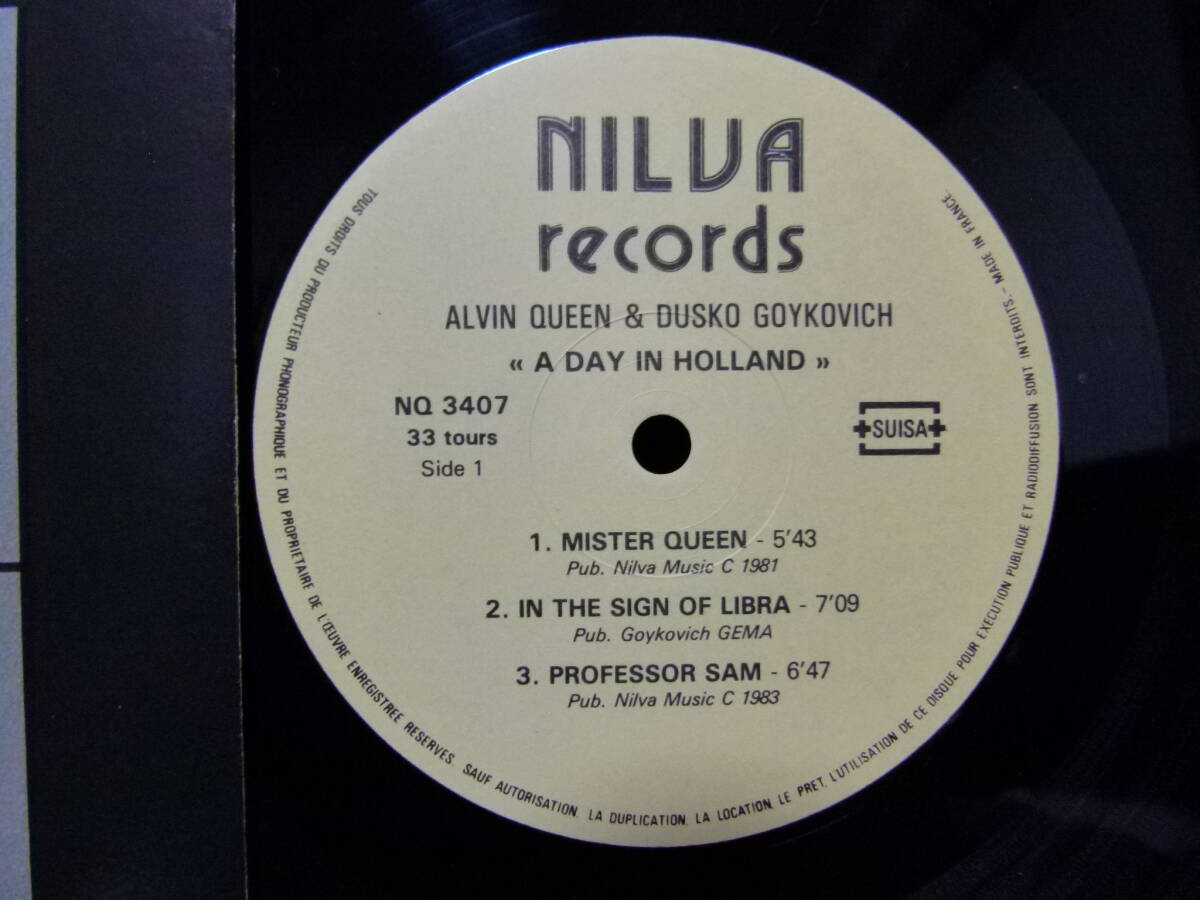 NILVA
records
ALVIN QUEEN & DUSKO GOYKOVICH
« A DAY IN HOLLAND »
NQ 3407
33 tours
Side 1
SUISA
1. MISTER QUEEN - 5'43
Pub. Nilva Music C 1981
2. IN THE SIGN OF LIBRA - 7'09
Pub. Goykovich GEMA
3. PROFESSOR SAM - 6'47
Pub. Nilva Music C 1983
TOUS DROITS DU PRODUCTEUR PHONOGRAPHIQUE ET DU PROPRIETAIRE DE L'ŒUVRE ENREGISTREE RESERVES. SAUF AUTORISATION. LA DUPLICATION. LA LOCATION. LE PRET. L'UTILISATION DE CE DISQUE POUR EXECUTION PUBLIQUE ET RADIODIFFUSION SONT INTERDITS. - MADE IN FRANCE.